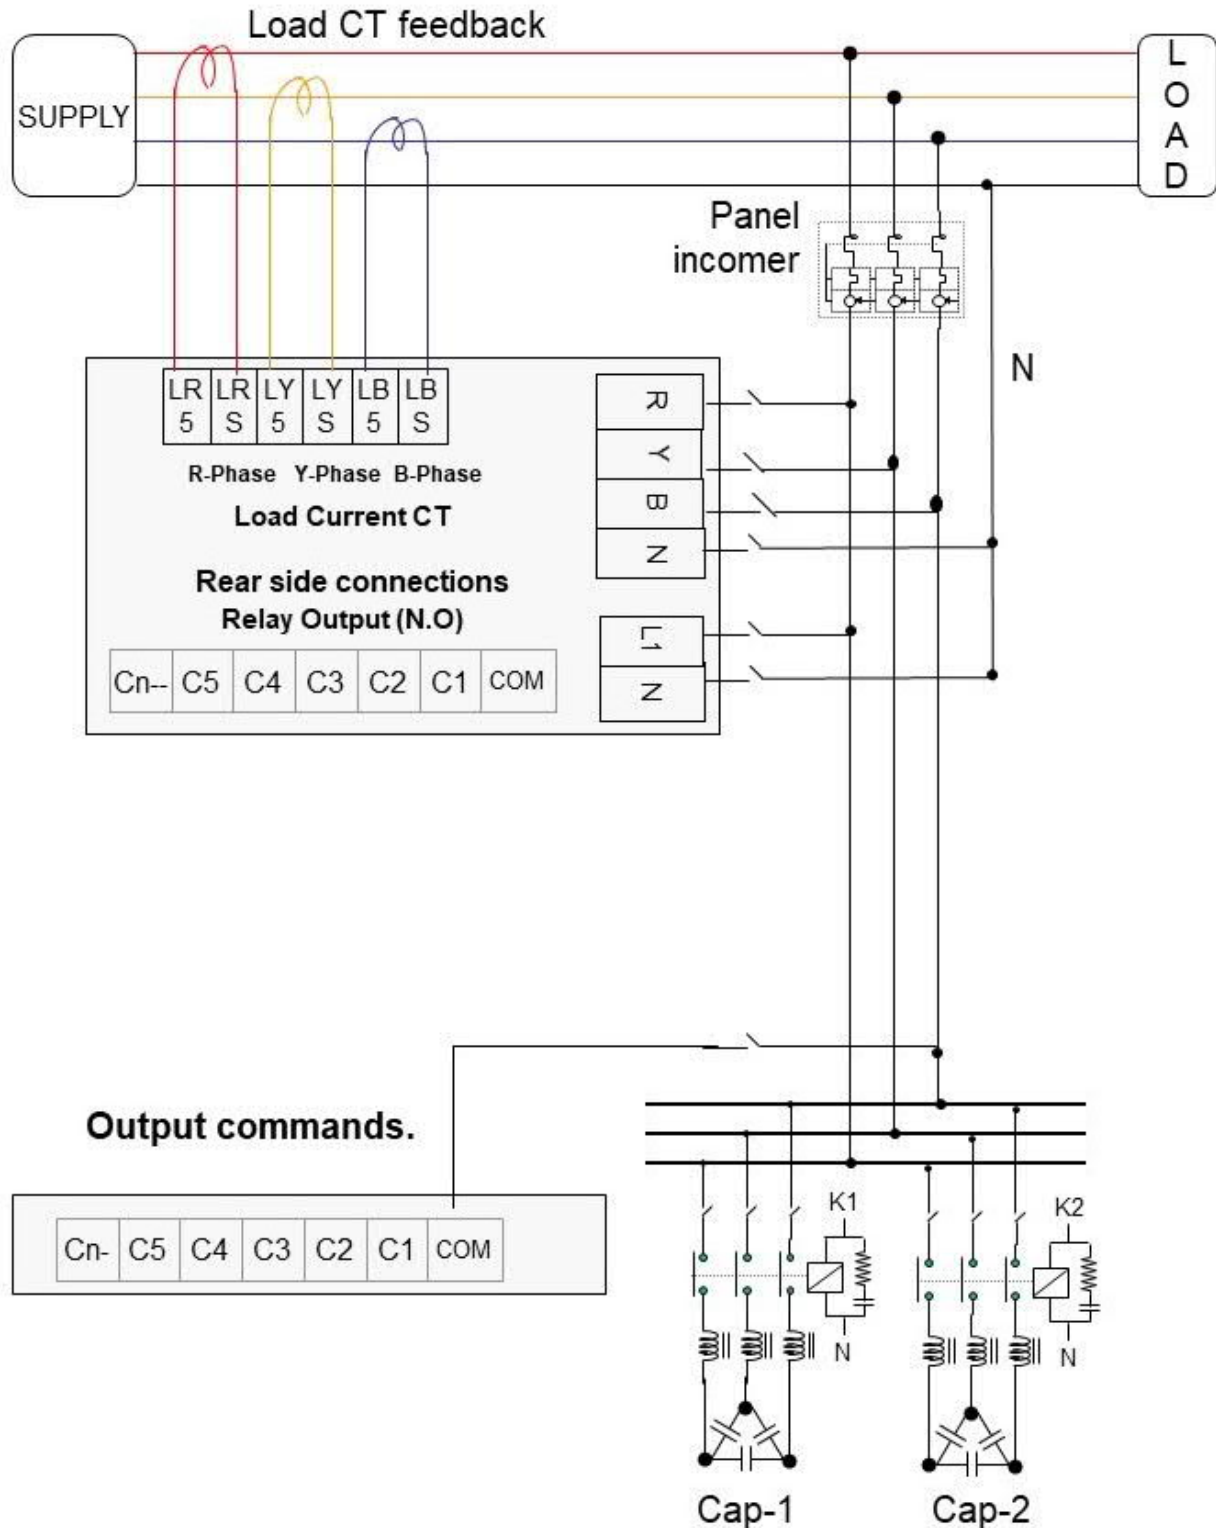 Load CT feedback
SUPPLY
L
O
A
D
Panel
incomer
N
LR LR LY LY LB LB
5 S 5 S 5 S
R-Phase Y-Phase B-Phase
Load Current CT
R
Y
B
N
Rear side connections
Relay Output (N.O)
L1
N
Cn-- C5 C4 C3 C2 C1 COM
Output commands.
Cn- C5 C4 C3 C2 C1 COM
K1 K2
N N
Cap-1 Cap-2